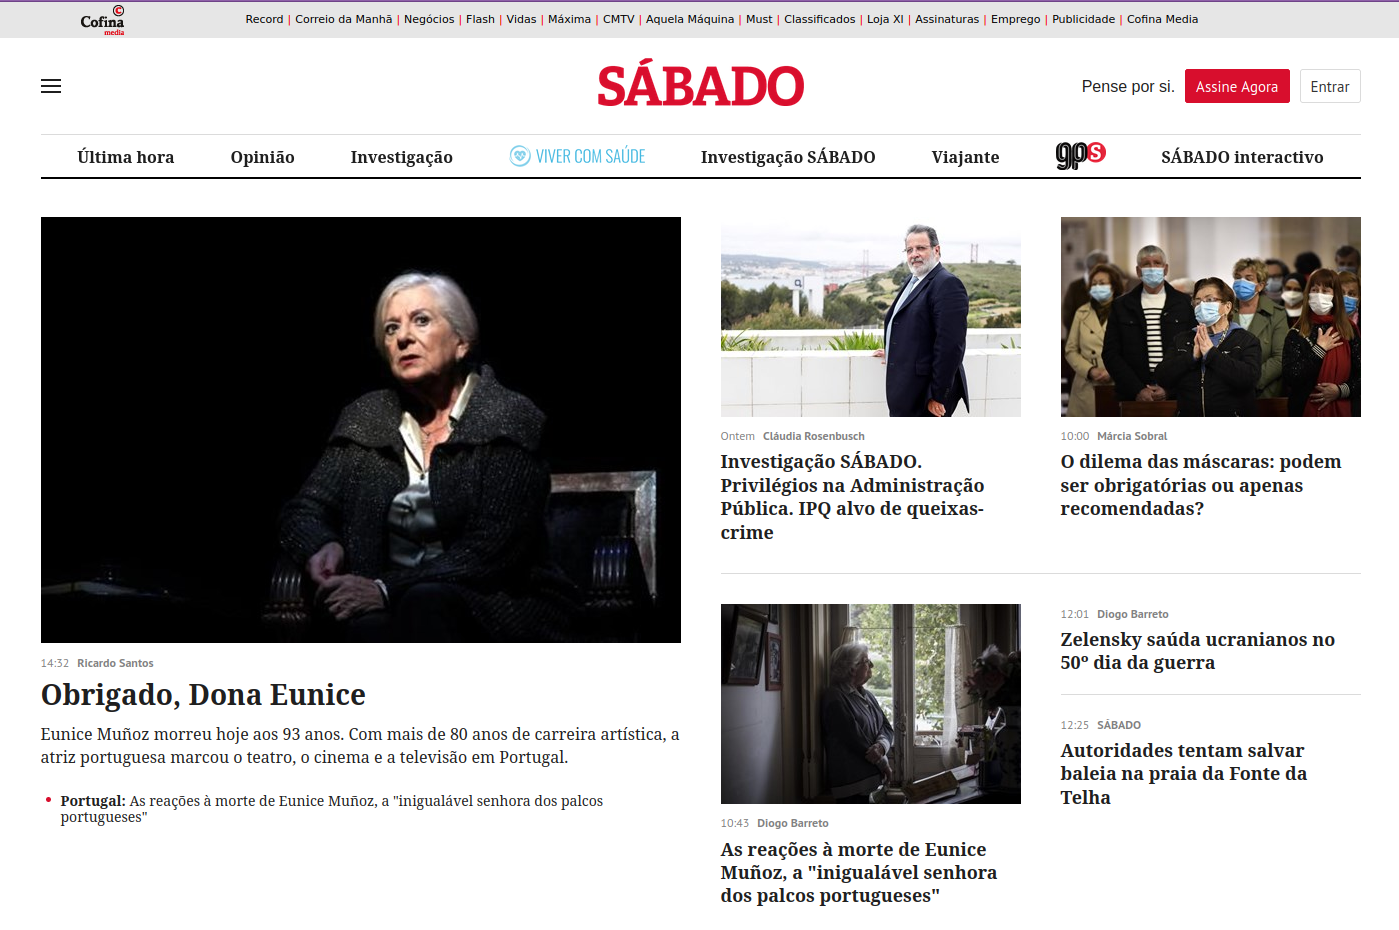 Cofina
media
Record | Correio da Manhã | Negócios | Flash | Vidas | Máxima | CMTV | Aquela Máquina | Must | Classificados | Loja XI | Assinaturas | Emprego | Publicidade | Cofina Media
SÁBADO
Pense por si. Assine Agora Entrar
Última hora Opinião Investigação VIVER COM SAÚDE Investigação SÁBADO Viajante gps SÁBADO interactivo
14:32 Ricardo Santos
Obrigado, Dona Eunice
Eunice Muñoz morreu hoje aos 93 anos. Com mais de 80 anos de carreira artística, a
atriz portuguesa marcou o teatro, o cinema e a televisão em Portugal.
• Portugal: As reações à morte de Eunice Muñoz, a "inigualável senhora dos palcos
portugueses"
Ontem Cláudia Rosenbusch
Investigação SÁBADO.
Privilégios na Administração
Pública. IPQ alvo de queixas-
crime
10:00 Márcia Sobral
O dilema das máscaras: podem
ser obrigatórias ou apenas
recomendadas?
10:43 Diogo Barreto
As reações à morte de Eunice
Muñoz, a "inigualável senhora
dos palcos portugueses"
12:01 Diogo Barreto
Zelensky saúda ucranianos no
50º dia da guerra
12:25 SÁBADO
Autoridades tentam salvar
baleia na praia da Fonte da
Telha